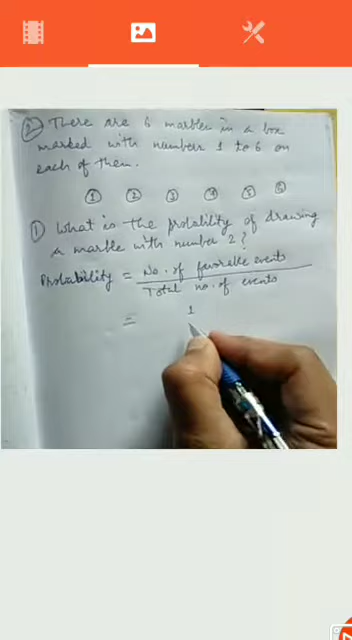 ② There are 6 marbles in a box
marked with numbers 1 to 6 on
each of them.
① ② ③ ④ ⑤ ⑥
① What is the probability of drawing
a marble with number 2?
Probability = No. of favorable events
Total no. of events
= 1